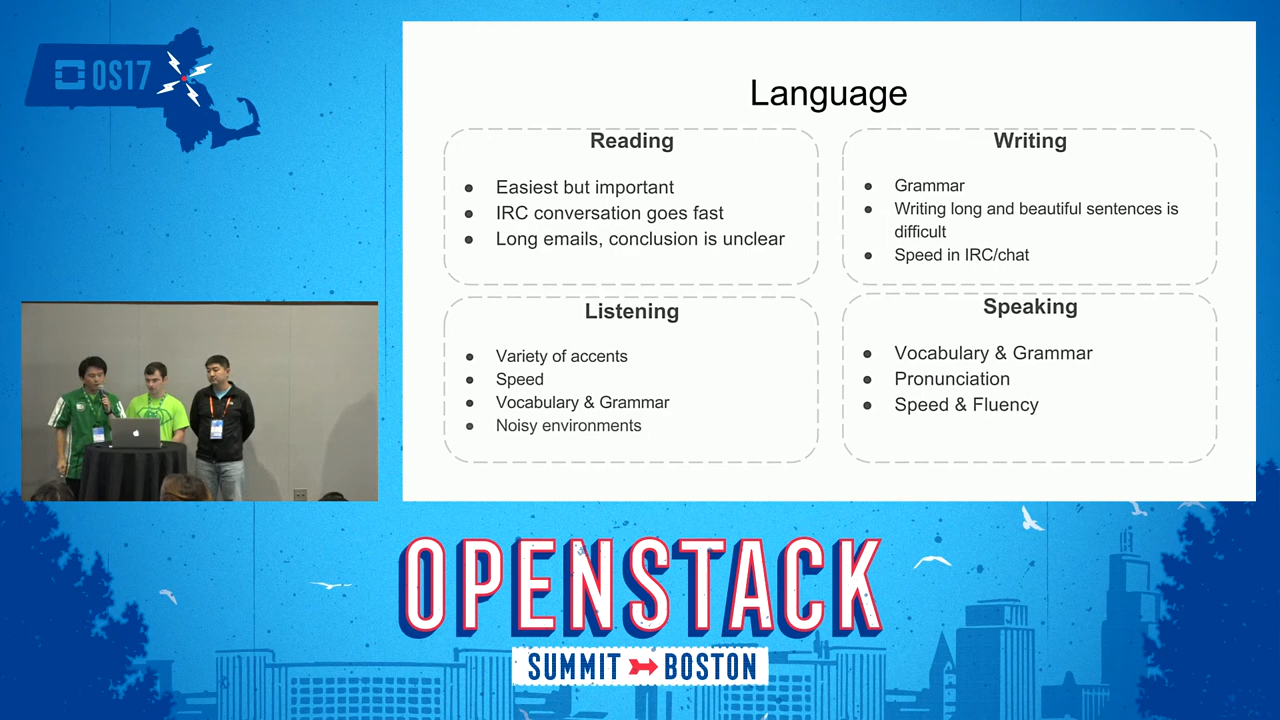 OS17
Language
Reading
Easiest but important
IRC conversation goes fast
Long emails, conclusion is unclear
Writing
Grammar
Writing long and beautiful sentences is
difficult
Speed in IRC/chat
Listening
Variety of accents
Speed
Vocabulary & Grammar
Noisy environments
Speaking
Vocabulary & Grammar
Pronunciation
Speed & Fluency
OPENSTACK
SUMMIT BOSTON